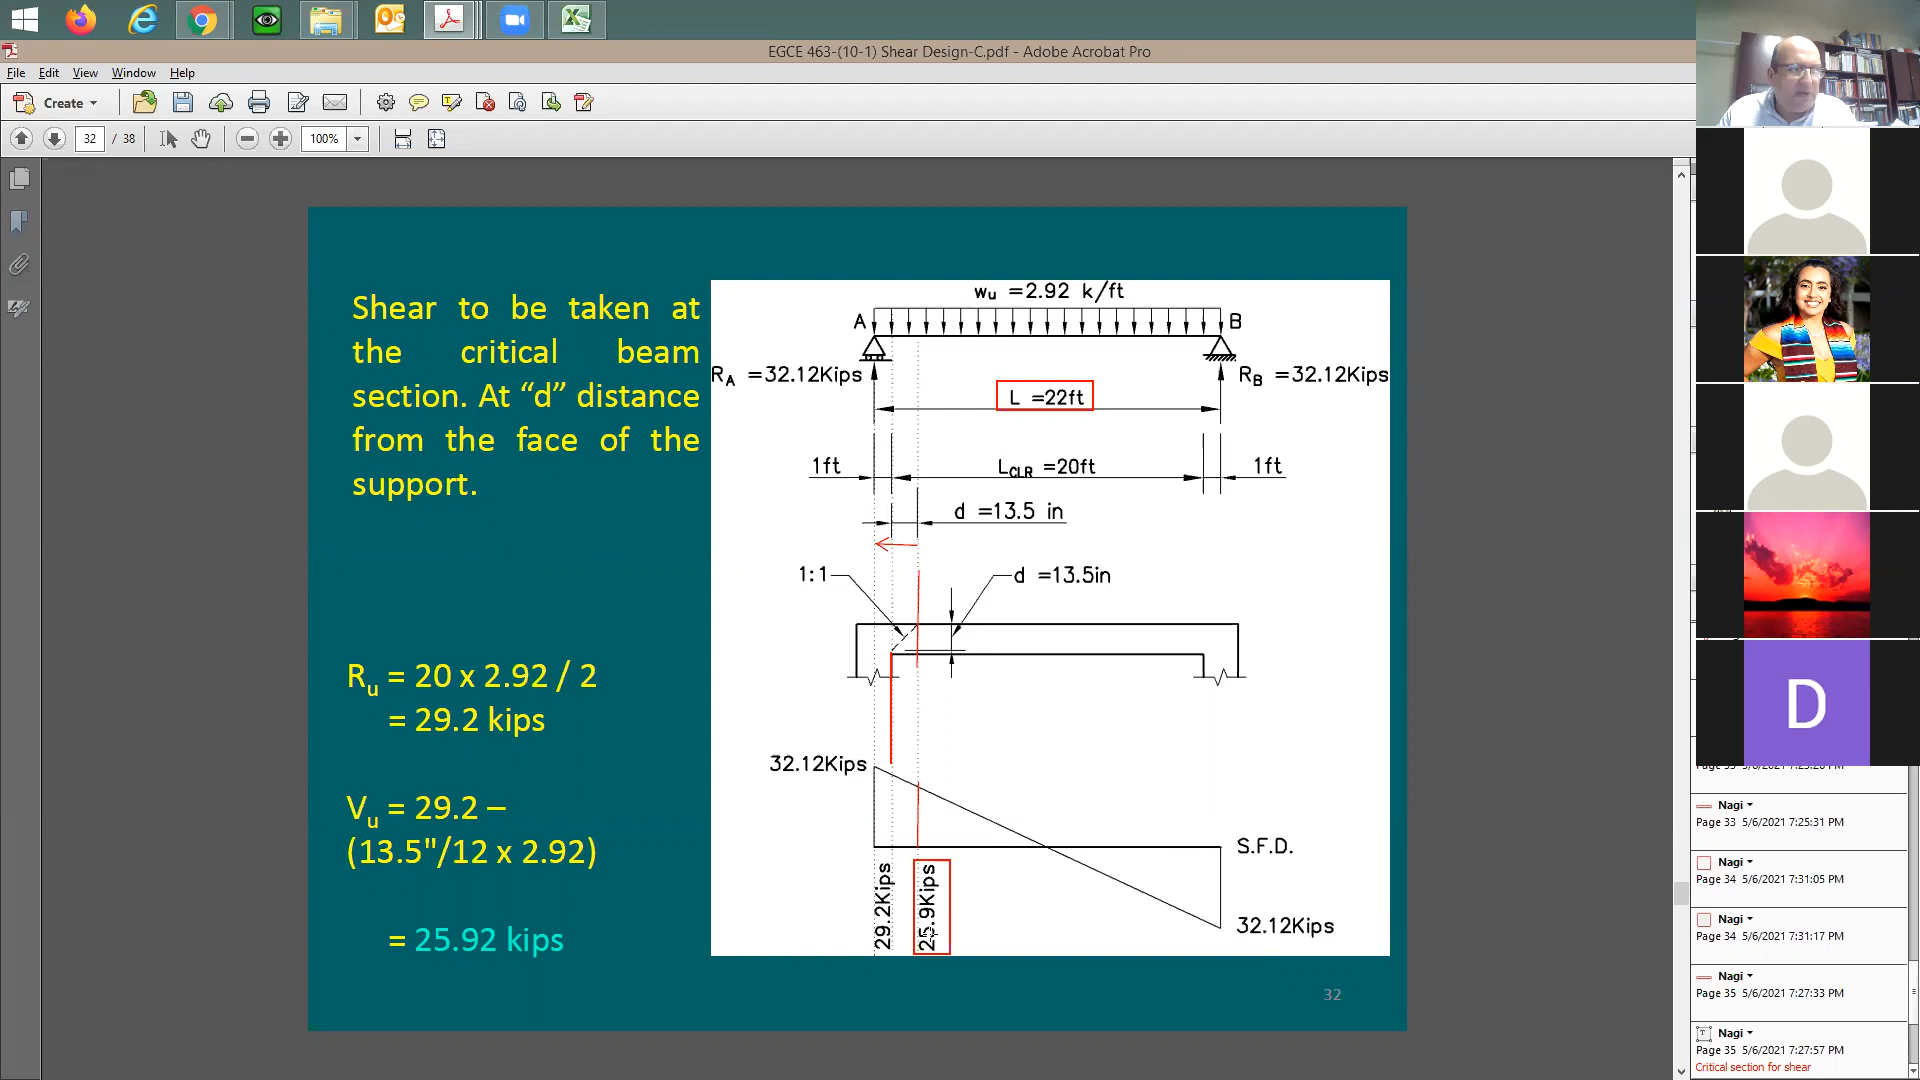 EGCE 463-(10-1) Shear Design-C.pdf - Adobe Acrobat Pro
File Edit View Window Help
Create
32 / 38 100%
Shear to be taken at
the critical beam
section. At “d” distance
from the face of the
support.
Ru = 20 x 2.92 / 2
= 29.2 kips
Vu = 29.2 –
(13.5"/12 x 2.92)
= 25.92 kips
wu =2.92 k/ft
A
B
RA =32.12Kips
RB =32.12Kips
L =22ft
1ft
LCLR =20ft
1ft
d =13.5 in
1:1
d =13.5in
32.12Kips
S.F.D.
29.2Kips
25.9Kips
32.12Kips
32
D
Nagi
Page 33 5/6/2021 7:25:31 PM
Nagi
Page 34 5/6/2021 7:31:05 PM
Nagi
Page 34 5/6/2021 7:31:17 PM
Nagi
Page 35 5/6/2021 7:27:33 PM
Nagi
Page 35 5/6/2021 7:27:57 PM
Critical section for shear